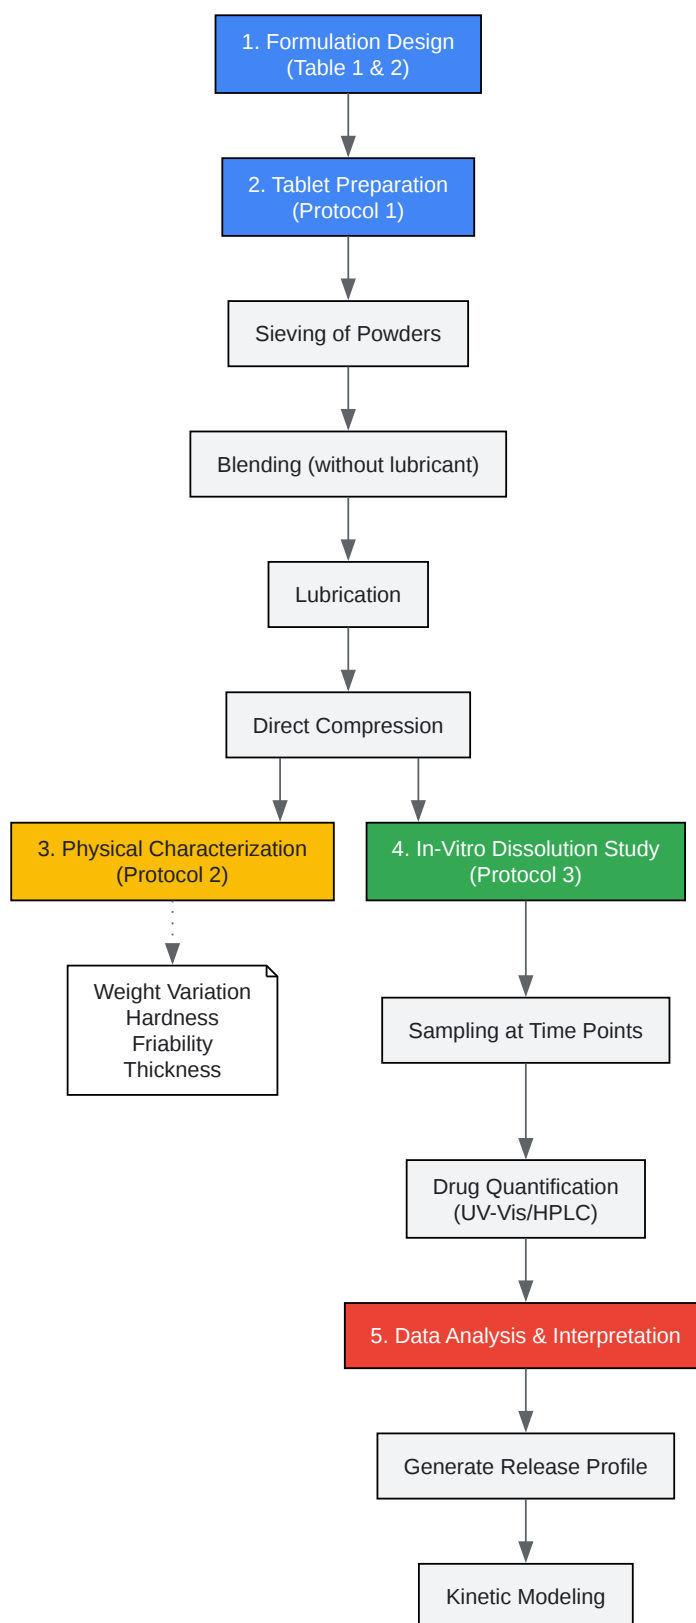 1. Formulation Design
(Table 1 & 2)
2. Tablet Preparation
(Protocol 1)
Sieving of Powders
Blending (without lubricant)
Lubrication
Direct Compression
3. Physical Characterization
(Protocol 2)
4. In-Vitro Dissolution Study
(Protocol 3)
Weight Variation
Hardness
Friability
Thickness
Sampling at Time Points
Drug Quantification
(UV-Vis/HPLC)
5. Data Analysis & Interpretation
Generate Release Profile
Kinetic Modeling